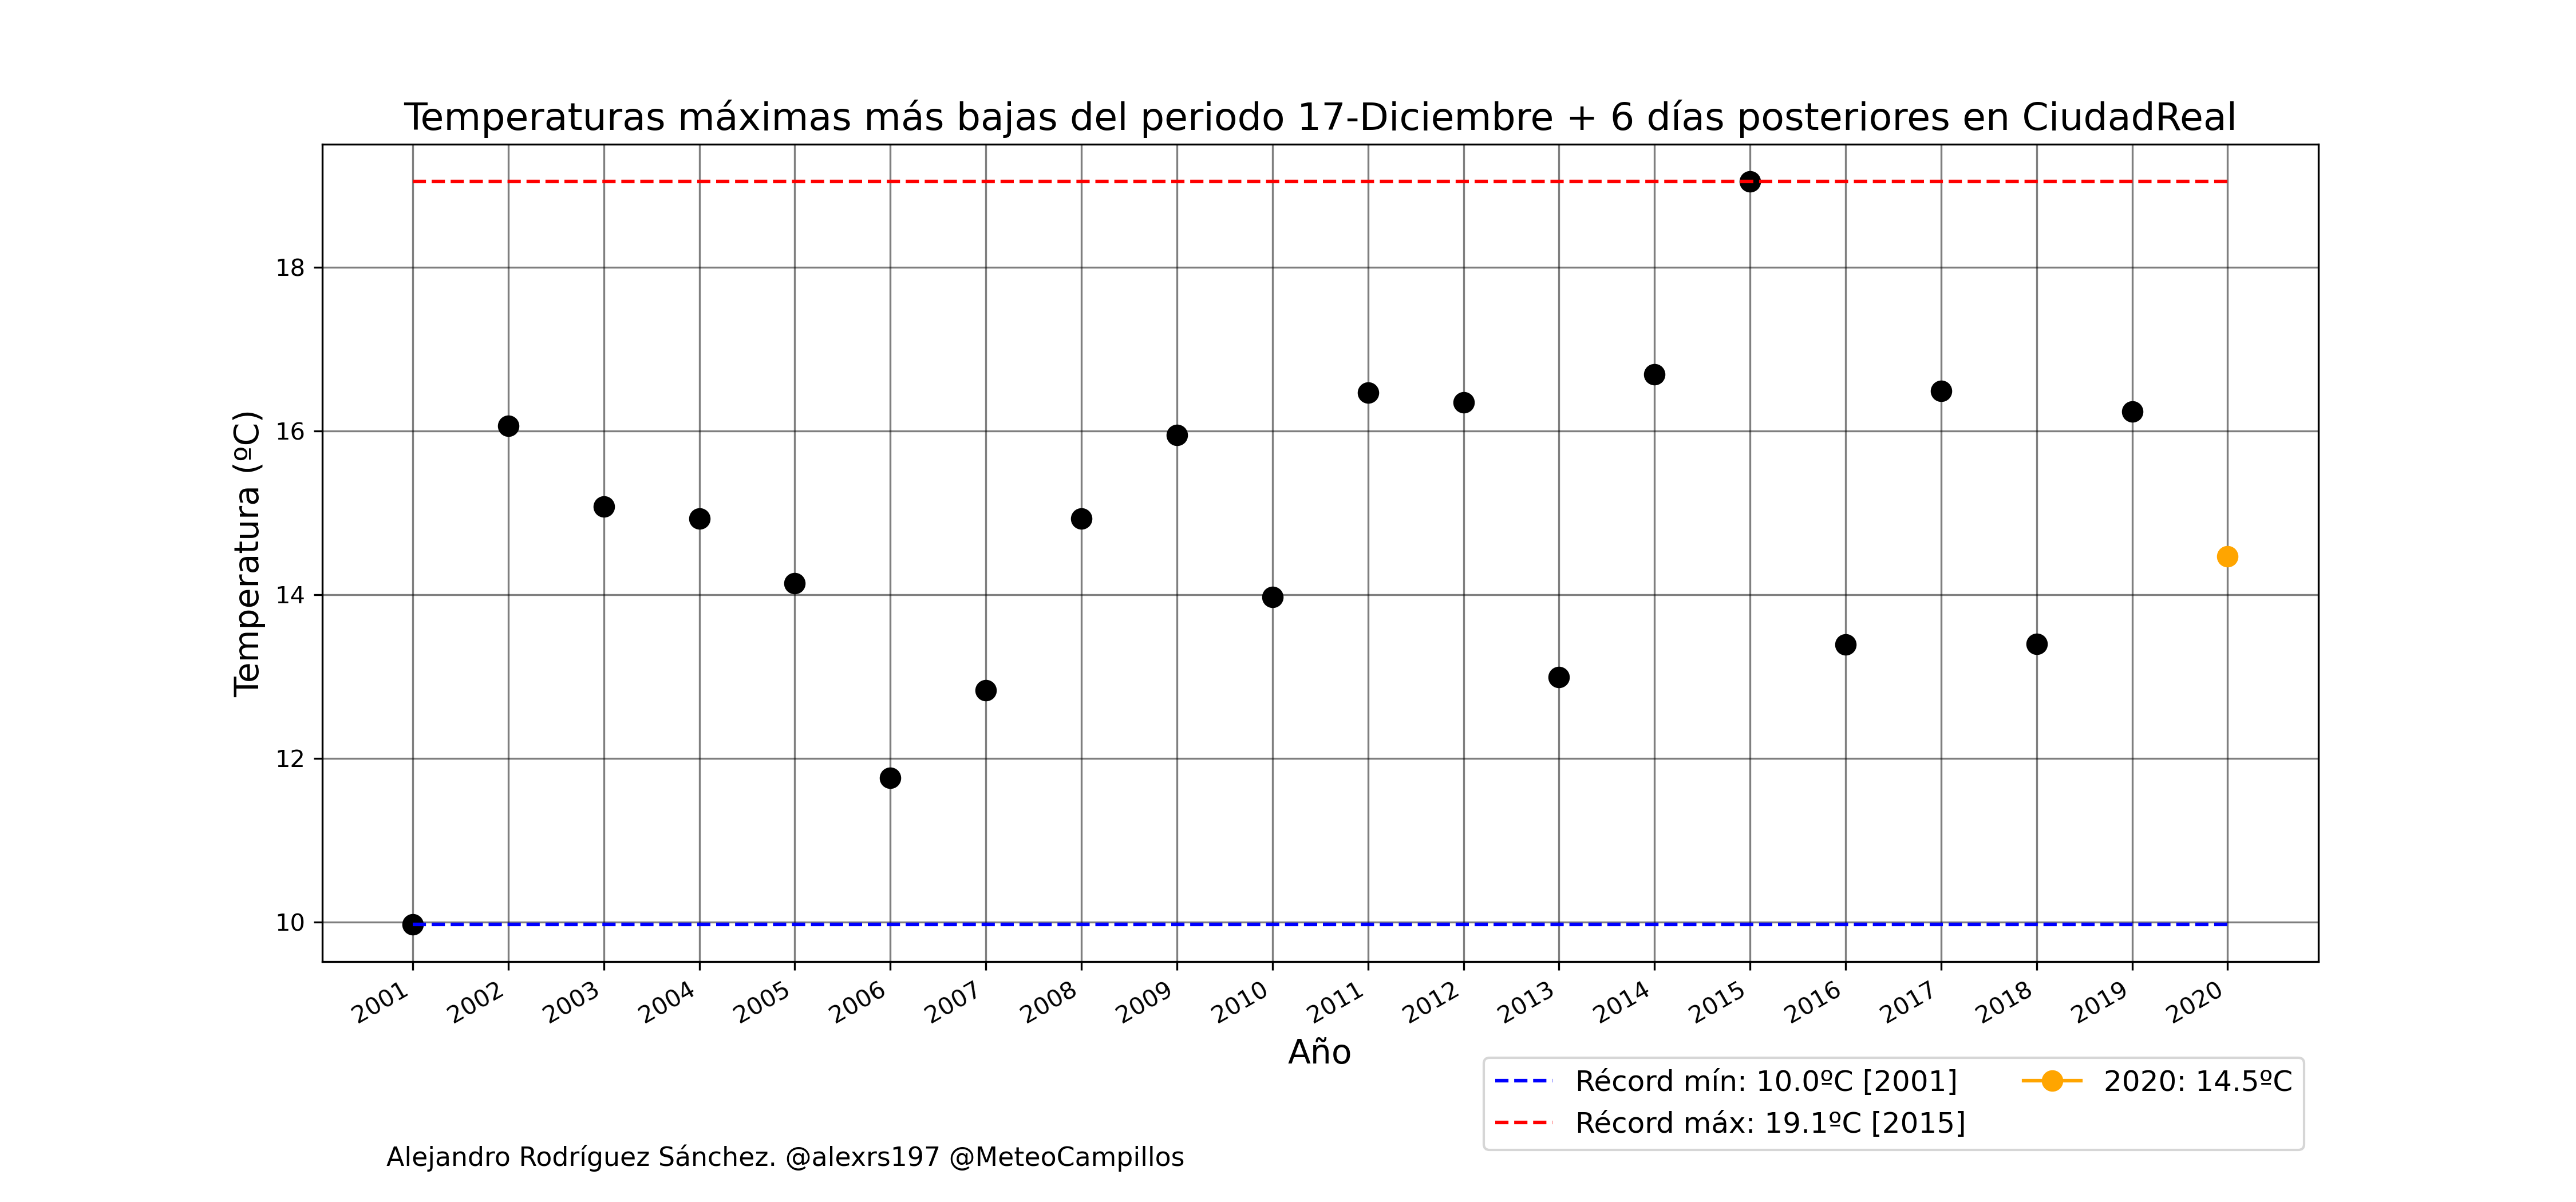 Temperaturas máximas más bajas del periodo 17-Diciembre + 6 días posteriores en CiudadReal
Temperatura (ºC)
18
16
14
12
10
2001 2002 2003 2004 2005 2006 2007 2008 2009 2010 2011 2012 2013 2014 2015 2016 2017 2018 2019 2020
Año
Récord mín: 10.0ºC [2001]
Récord máx: 19.1ºC [2015]
2020: 14.5ºC
Alejandro Rodríguez Sánchez. @alexrs197 @MeteoCampillos